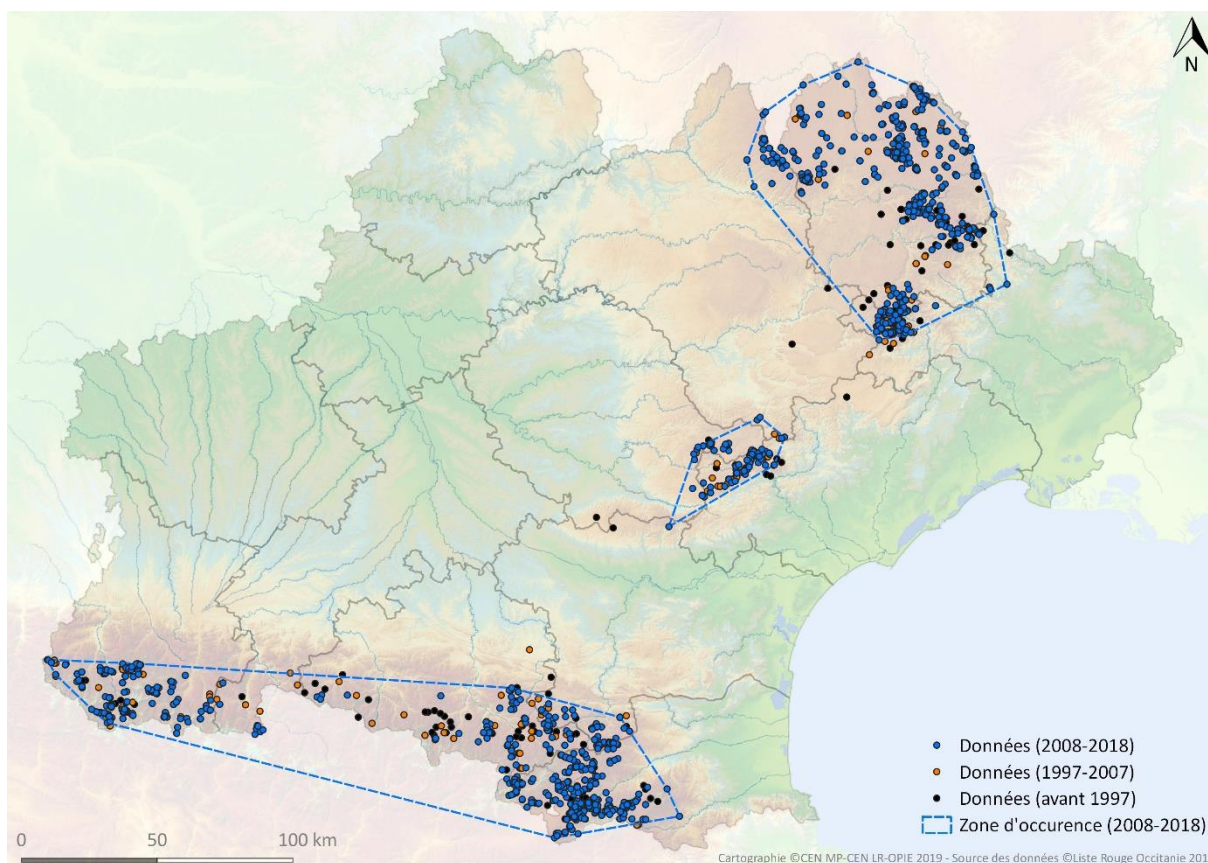 N
Données (2008-2018)
Données (1997-2007)
Données (avant 1997)
Zone d'occurence (2008-2018)
0 50 100 km
Cartographie ©CEN MP-CEN LR-OPIE 2019 - Source des données ©Liste Rouge Occitanie 201